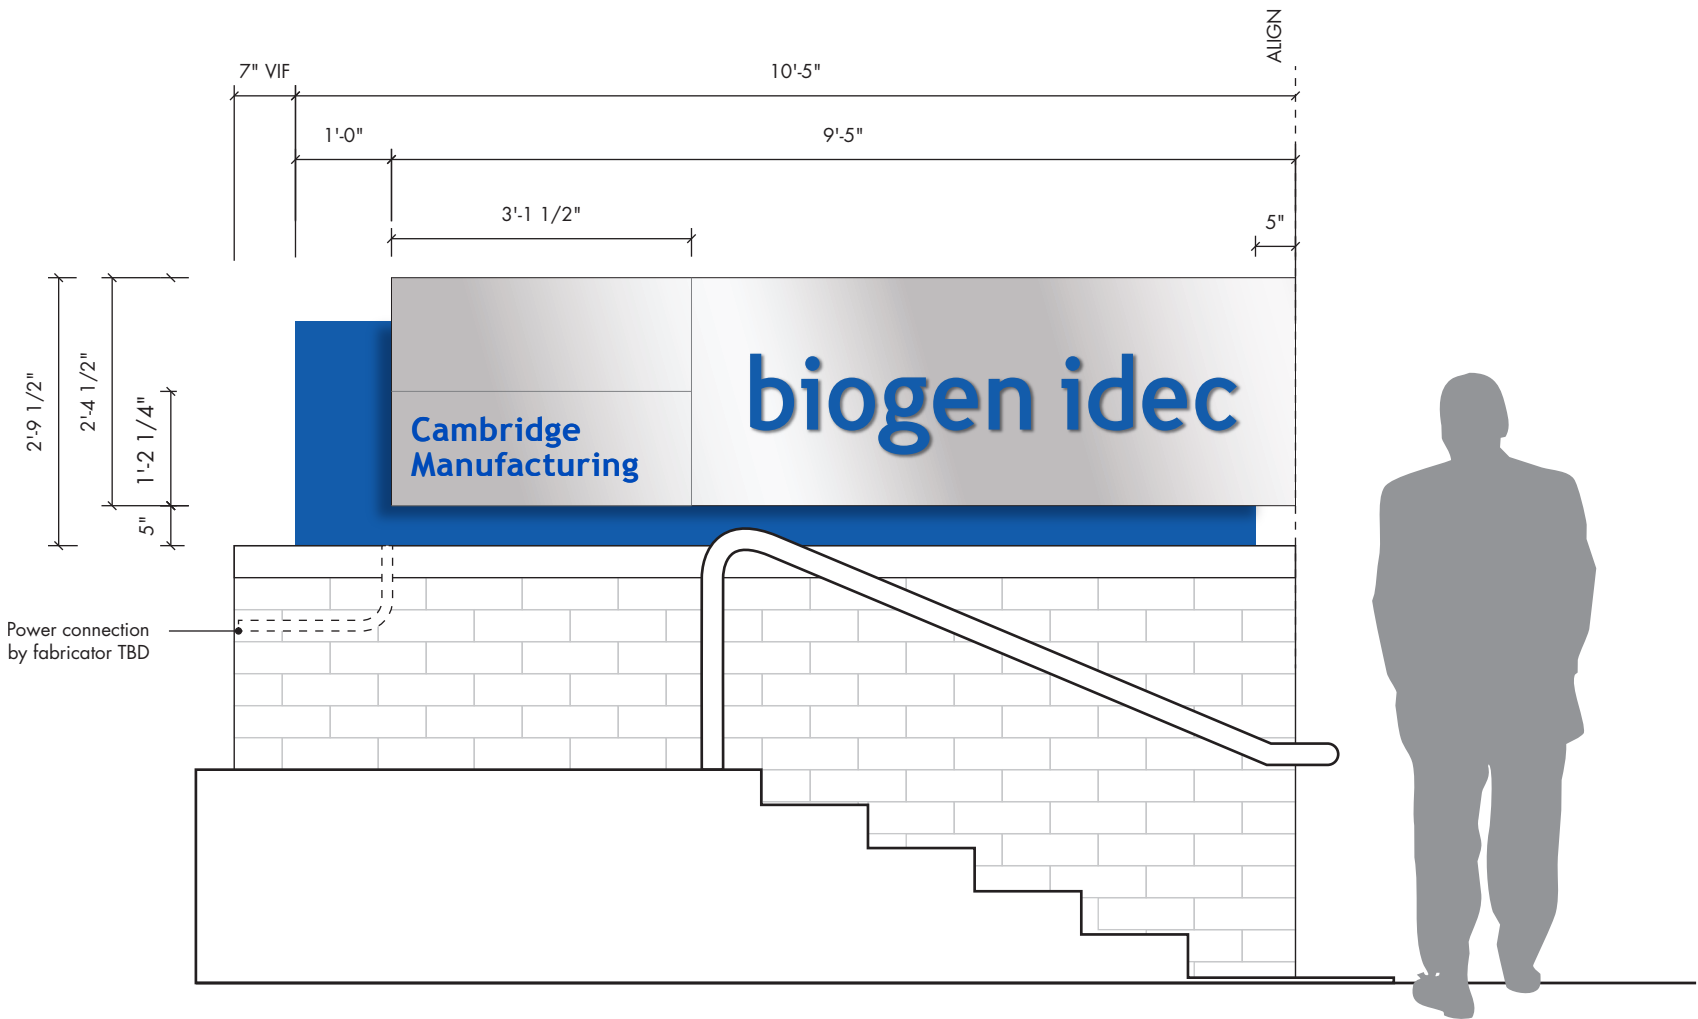 ALIGN
7" VIF
10'-5"
1'-0"
9'-5"
3'-1 1/2"
5"
2'-9 1/2"
2'-4 1/2"
1'-2 1/4"
5"
biogen idec
Cambridge
Manufacturing
Power connection
by fabricator TBD